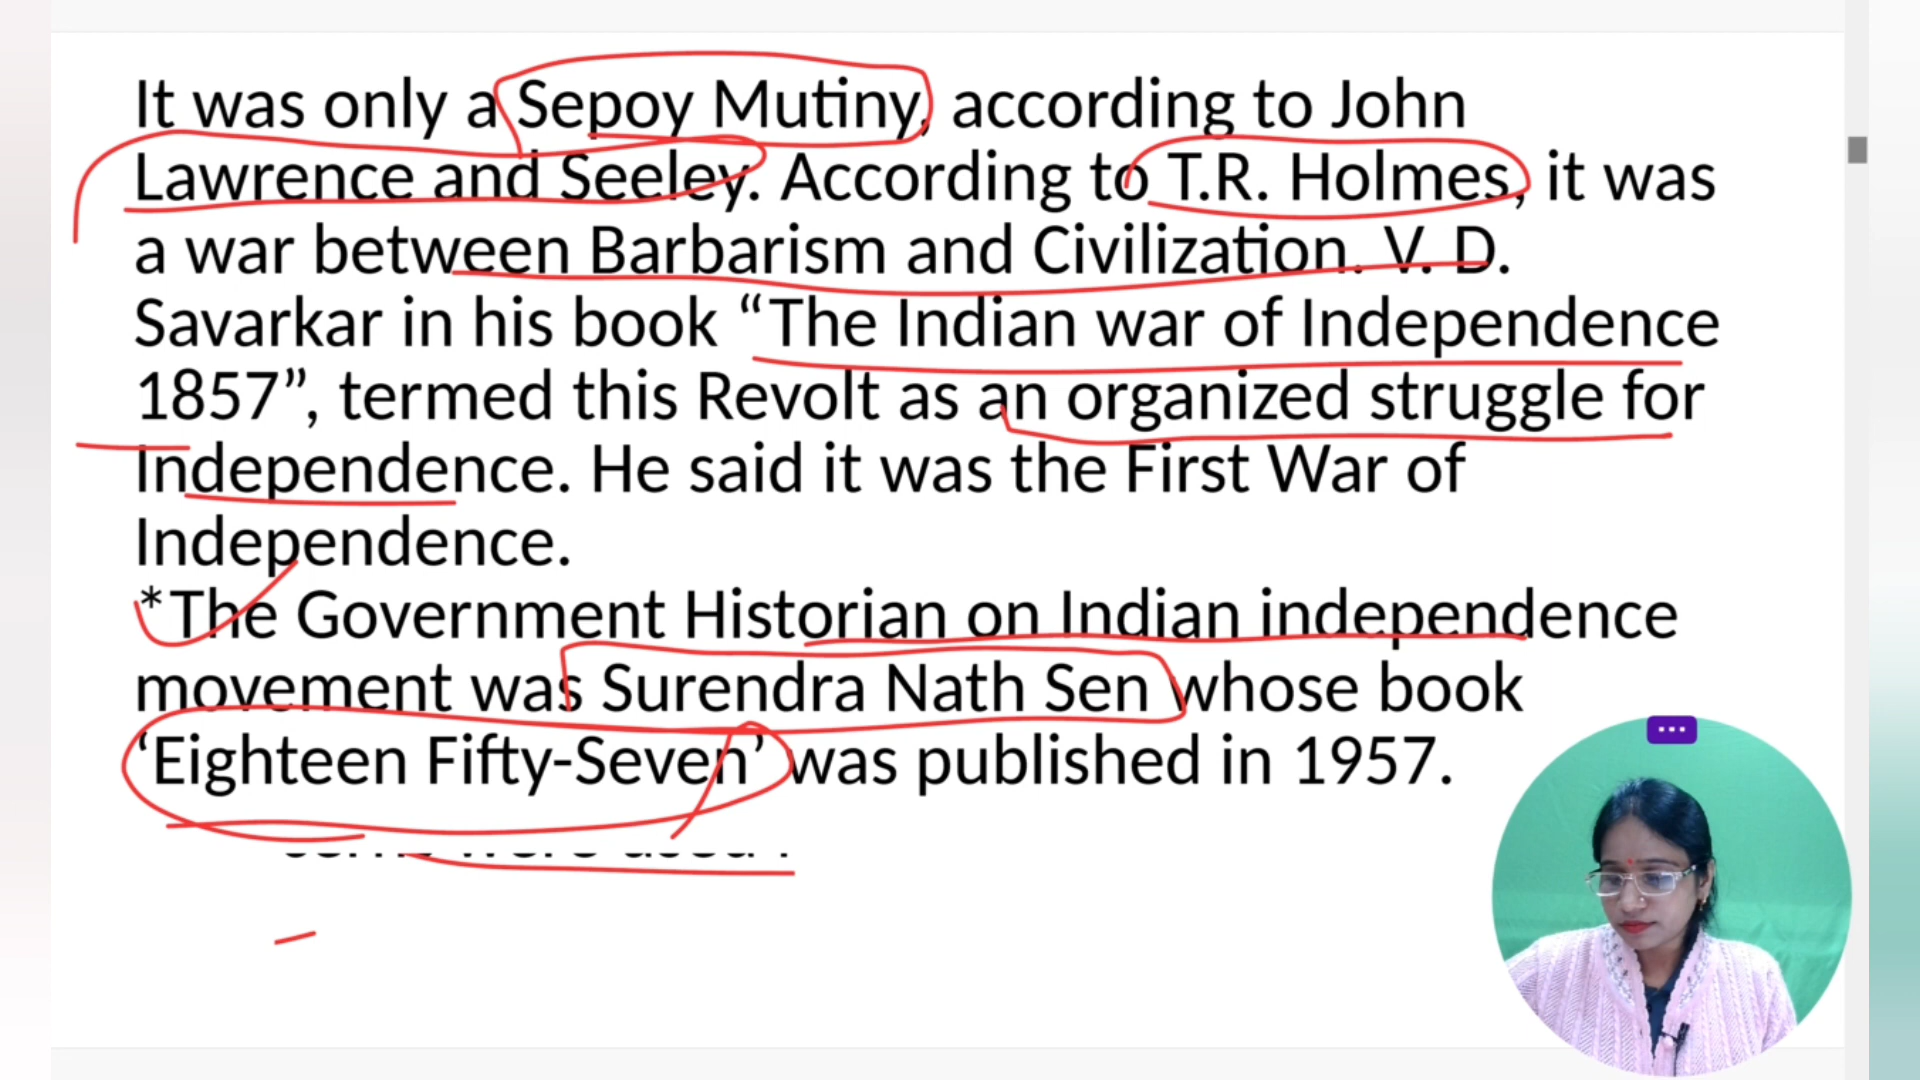 It was only a Sepoy Mutiny, according to John
Lawrence and Seeley. According to T.R. Holmes, it was
a war between Barbarism and Civilization. V. D.
Savarkar in his book “The Indian war of Independence
1857”, termed this Revolt as an organized struggle for
Independence. He said it was the First War of
Independence.
*The Government Historian on Indian independence
movement was Surendra Nath Sen whose book
‘Eighteen Fifty-Seven’ was published in 1957.